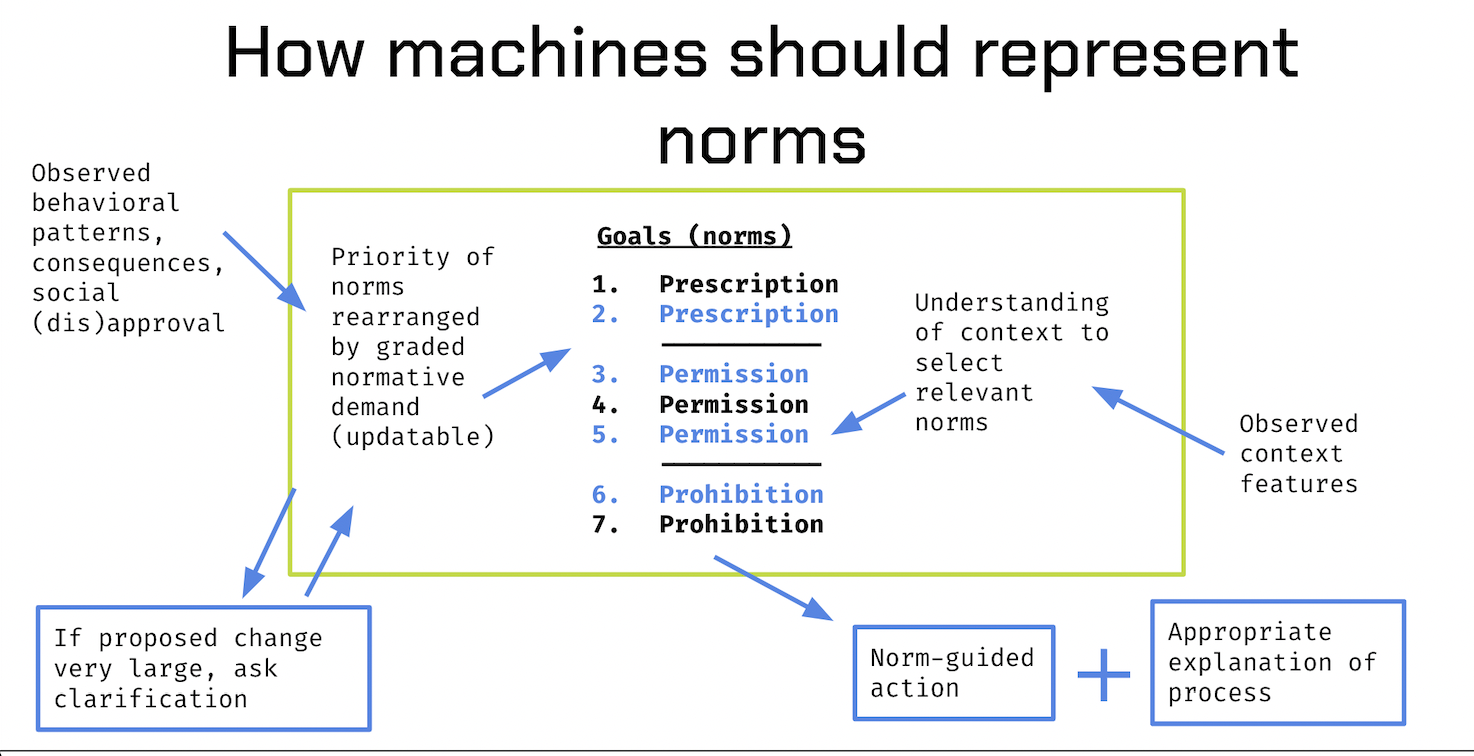 How machines should represent
norms
Observed
behavioral
patterns,
consequences,
social
(dis)approval
Priority of
norms
rearranged
by graded
normative
demand
(updatable)
Goals (norms)
1. Prescription
2. Prescription
3. Permission
4. Permission
5. Permission
6. Prohibition
7. Prohibition
Understanding
of context to
select
relevant
norms
Observed
context
features
If proposed change
very large, ask
clarification
Norm-guided
action
+
Appropriate
explanation of
process